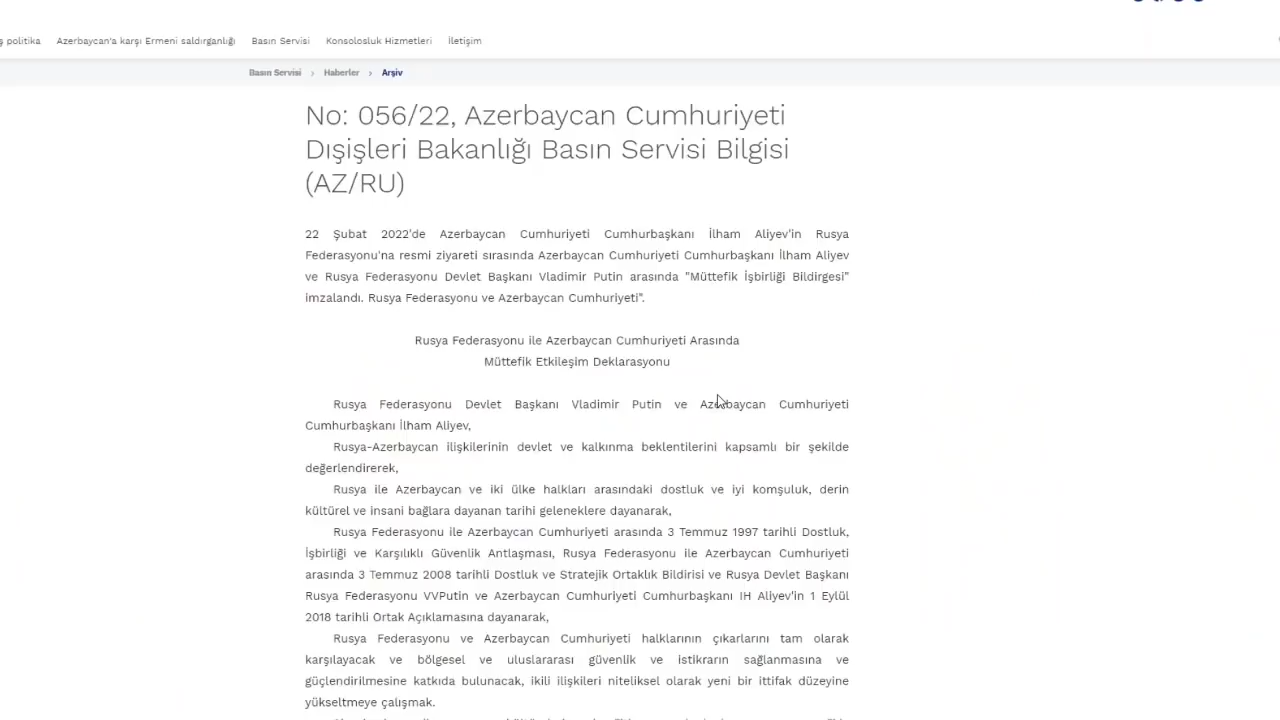 ş politika Azerbaycan'a karşı Ermeni saldırganlığı Basın Servisi Konsolosluk Hizmetleri İletişim
Basın Servisi › Haberler › Arşiv
No: 056/22, Azerbaycan Cumhuriyeti
Dışişleri Bakanlığı Basın Servisi Bilgisi
(AZ/RU)
22 Şubat 2022'de Azerbaycan Cumhuriyeti Cumhurbaşkanı İlham Aliyev'in Rusya
Federasyonu'na resmi ziyareti sırasında Azerbaycan Cumhuriyeti Cumhurbaşkanı İlham Aliyev
ve Rusya Federasyonu Devlet Başkanı Vladimir Putin arasında "Müttefik İşbirliği Bildirgesi"
imzalandı. Rusya Federasyonu ve Azerbaycan Cumhuriyeti".
Rusya Federasyonu ile Azerbaycan Cumhuriyeti Arasında
Müttefik Etkileşim Deklarasyonu
Rusya Federasyonu Devlet Başkanı Vladimir Putin ve Azerbaycan Cumhuriyeti
Cumhurbaşkanı İlham Aliyev,
Rusya-Azerbaycan ilişkilerinin devlet ve kalkınma beklentilerini kapsamlı bir şekilde
değerlendirerek,
Rusya ile Azerbaycan ve iki ülke halkları arasındaki dostluk ve iyi komşuluk, derin
kültürel ve insani bağlara dayanan tarihi geleneklere dayanarak,
Rusya Federasyonu ile Azerbaycan Cumhuriyeti arasında 3 Temmuz 1997 tarihli Dostluk,
İşbirliği ve Karşılıklı Güvenlik Antlaşması, Rusya Federasyonu ile Azerbaycan Cumhuriyeti
arasında 3 Temmuz 2008 tarihli Dostluk ve Stratejik Ortaklık Bildirisi ve Rusya Devlet Başkanı
Rusya Federasyonu VVPutin ve Azerbaycan Cumhuriyeti Cumhurbaşkanı IH Aliyev'in 1 Eylül
2018 tarihli Ortak Açıklamasına dayanarak,
Rusya Federasyonu ve Azerbaycan Cumhuriyeti halklarının çıkarlarını tam olarak
karşılayacak ve bölgesel ve uluslararası güvenlik ve istikrarın sağlanmasına ve
güçlendirilmesine katkıda bulunacak, ikili ilişkileri niteliksel olarak yeni bir ittifak düzeyine
yükseltmeye çalışmak.